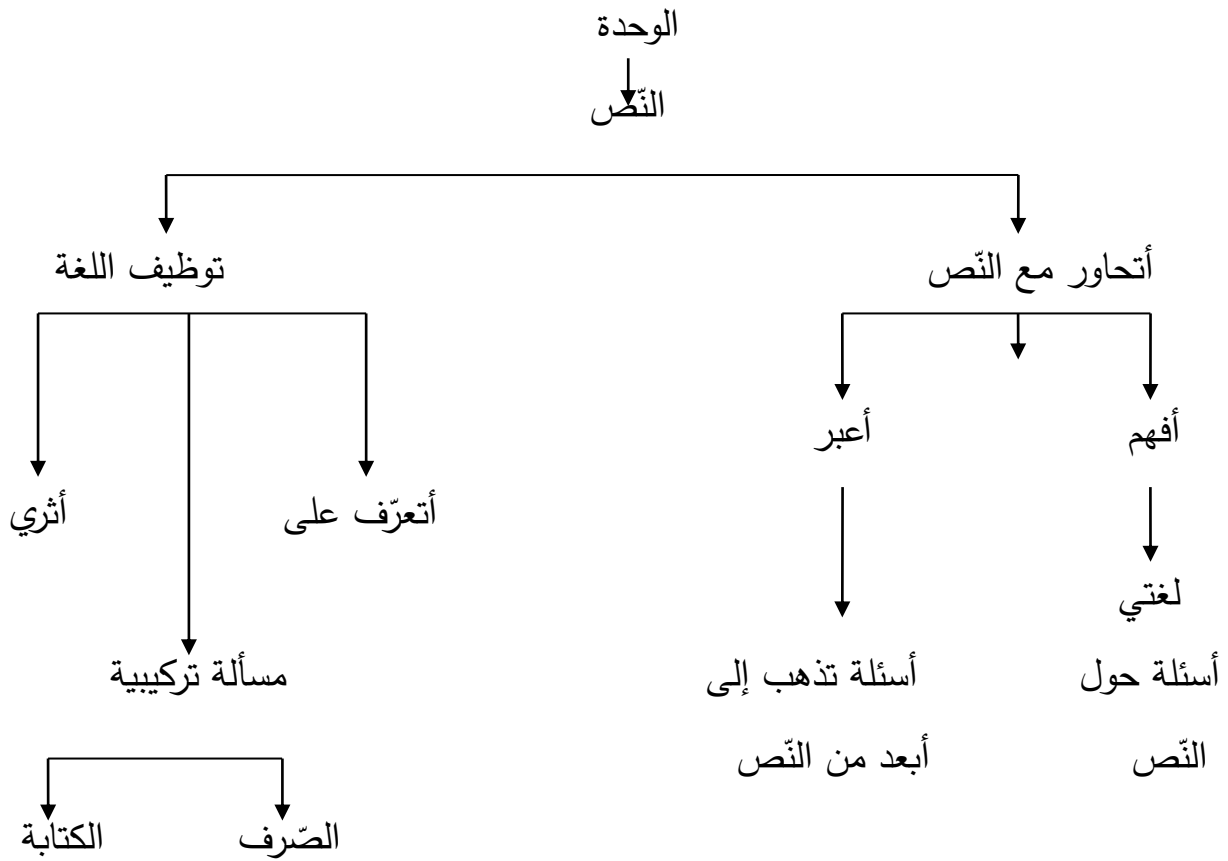 الوحدة
النّص
أتحاور مع النّص
توظيف اللغة
أفهم
أعبر
أتعرّف على
أثري
لغتي
أسئلة حول
النّص
أسئلة تذهب إلى
أبعد من النّص
مسألة تركيبية
الصّرف
الكتابة